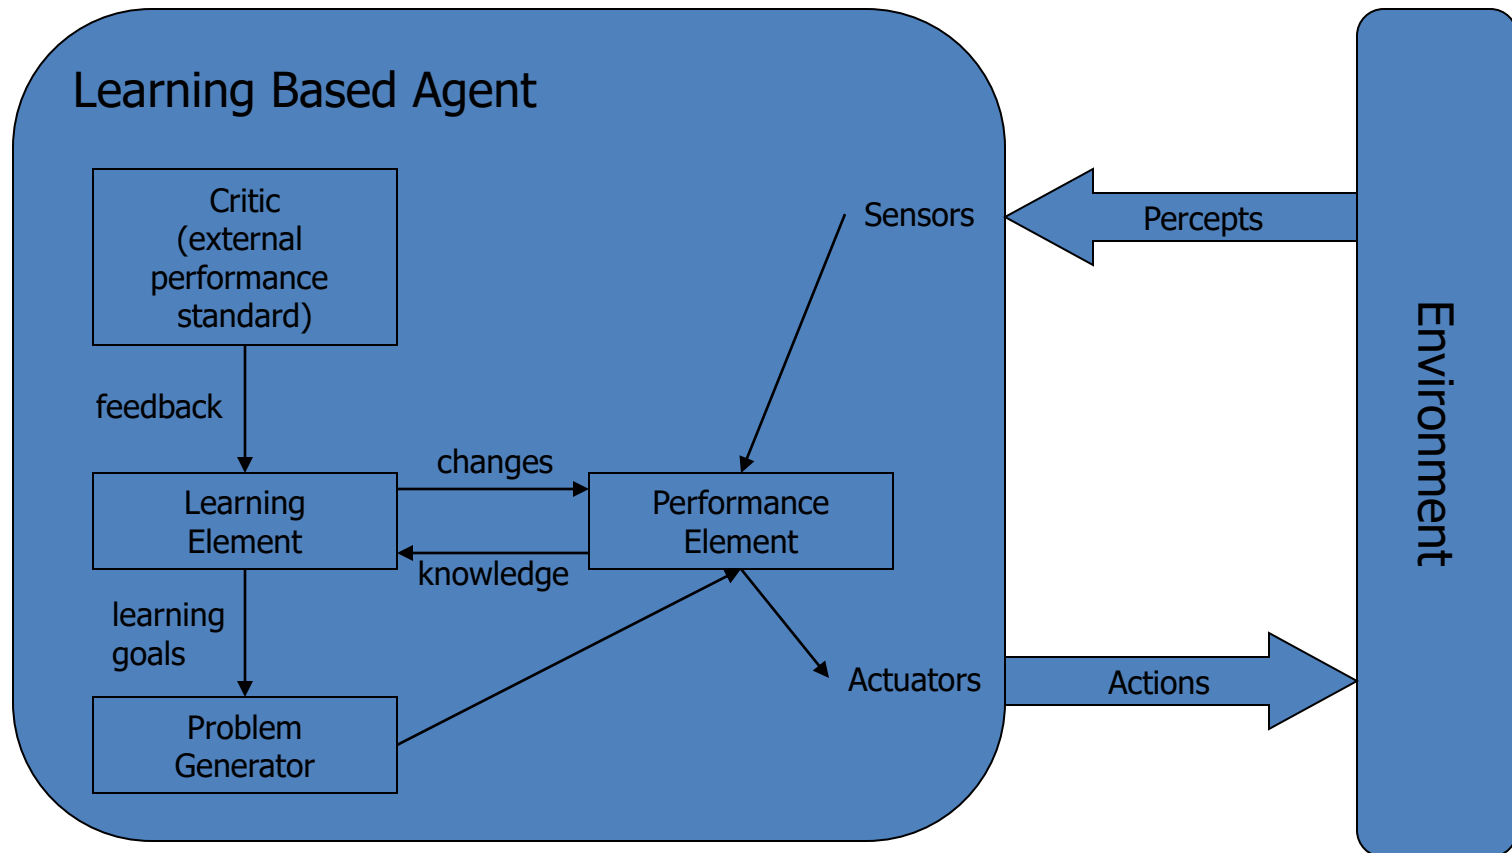 Learning Based Agent
Critic
(external
performance
standard)
Sensors
Percepts
feedback
changes
Learning
Element
Performance
Element
knowledge
learning
goals
Problem
Generator
Actuators
Actions
Environment